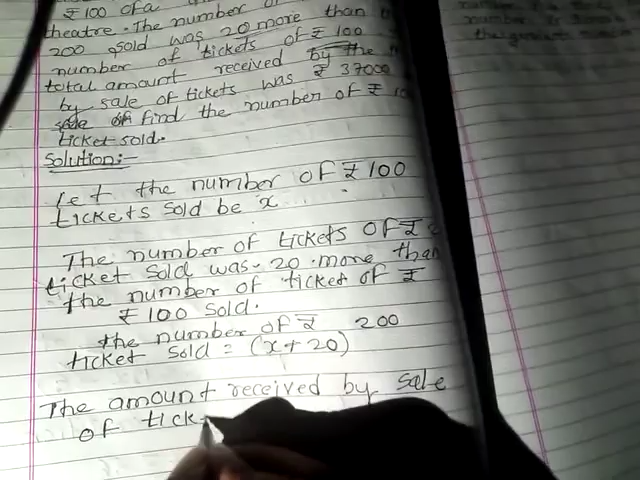 ₹100 of a
theatre. The number of
200 sold was 20 more than
number of tickets of ₹100
total amount received by the
by sale of tickets was ₹37000
find the number of ₹
ticket sold.
Solution:-
Let the number of ₹100
tickets sold be x
The number of tickets of ₹
ticket sold was 20 more than
the number of ticket of ₹
₹100 sold.
the number of ₹ 200
ticket sold = (x+20)
The amount received by sale
of tick